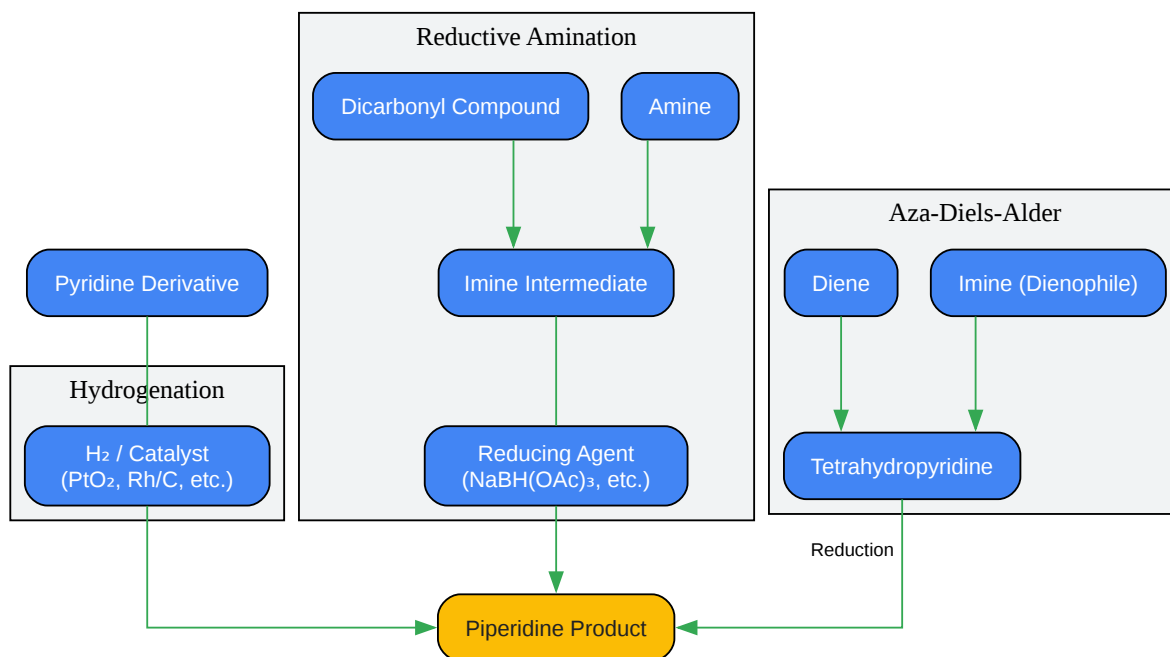 Reductive Amination
Dicarbonyl Compound
Amine
Aza-Diels-Alder
Pyridine Derivative
Imine Intermediate
Diene
Imine (Dienophile)
Hydrogenation
H₂ / Catalyst
(PtO₂, Rh/C, etc.)
Reducing Agent
(NaBH(OAc)₃, etc.)
Tetrahydropyridine
Reduction
Piperidine Product